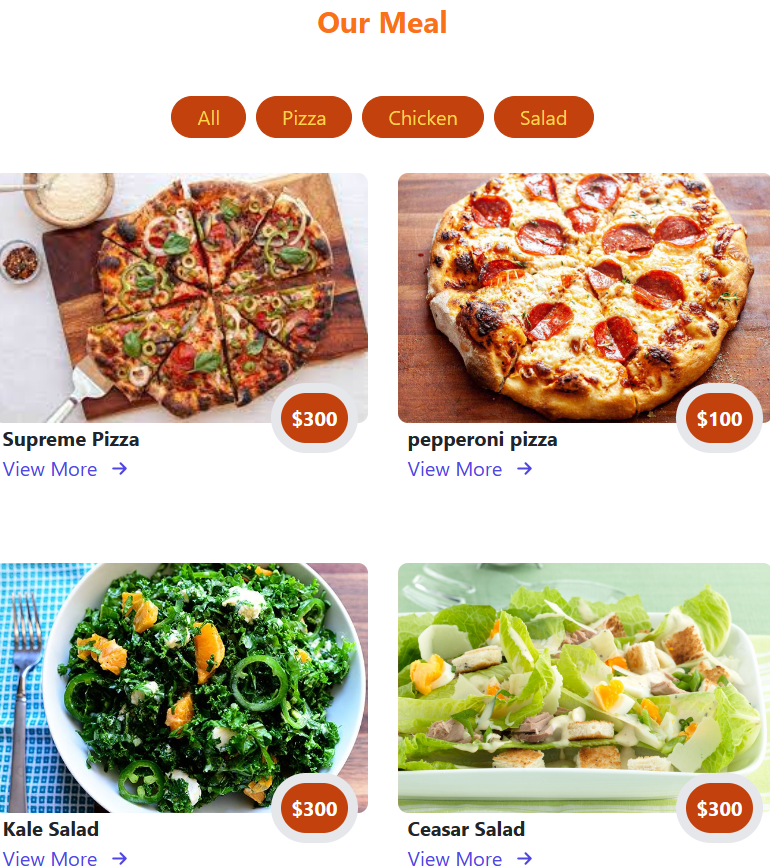 Our Meal
All Pizza Chicken Salad
$300 $100
Supreme Pizza pepperoni pizza
View More → View More →
$300 $300
Kale Salad Ceasar Salad
View More → View More →